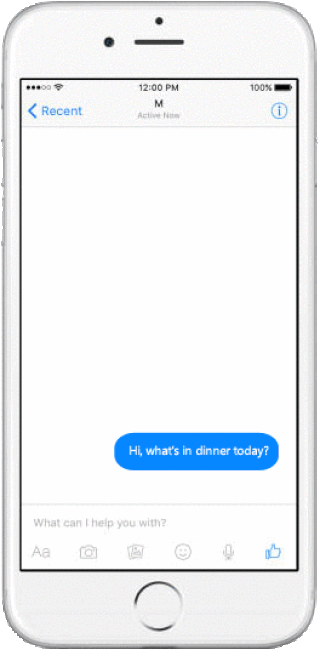 12:00 PM 100%
Recent M
Active Now
Hi, what's in dinner today?
What can I help you with?
Aa